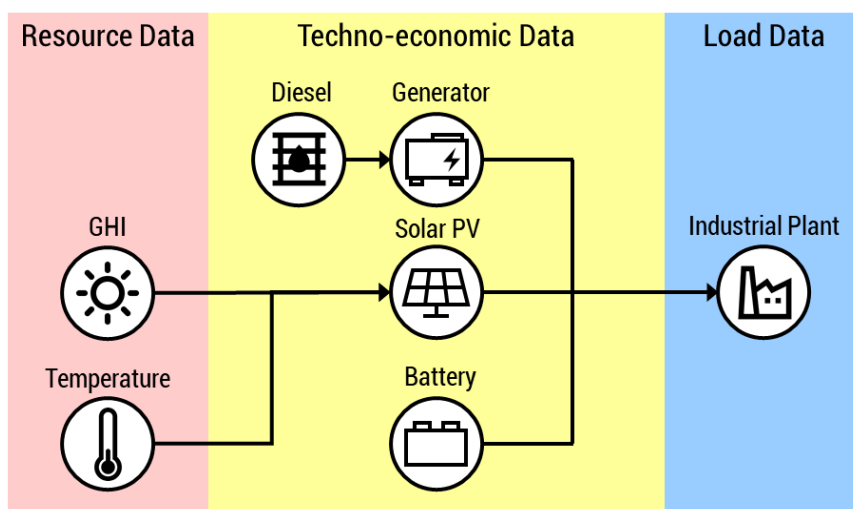 Resource Data
Techno-economic Data
Load Data
Diesel
Generator
GHI
Solar PV
Industrial Plant
Temperature
Battery